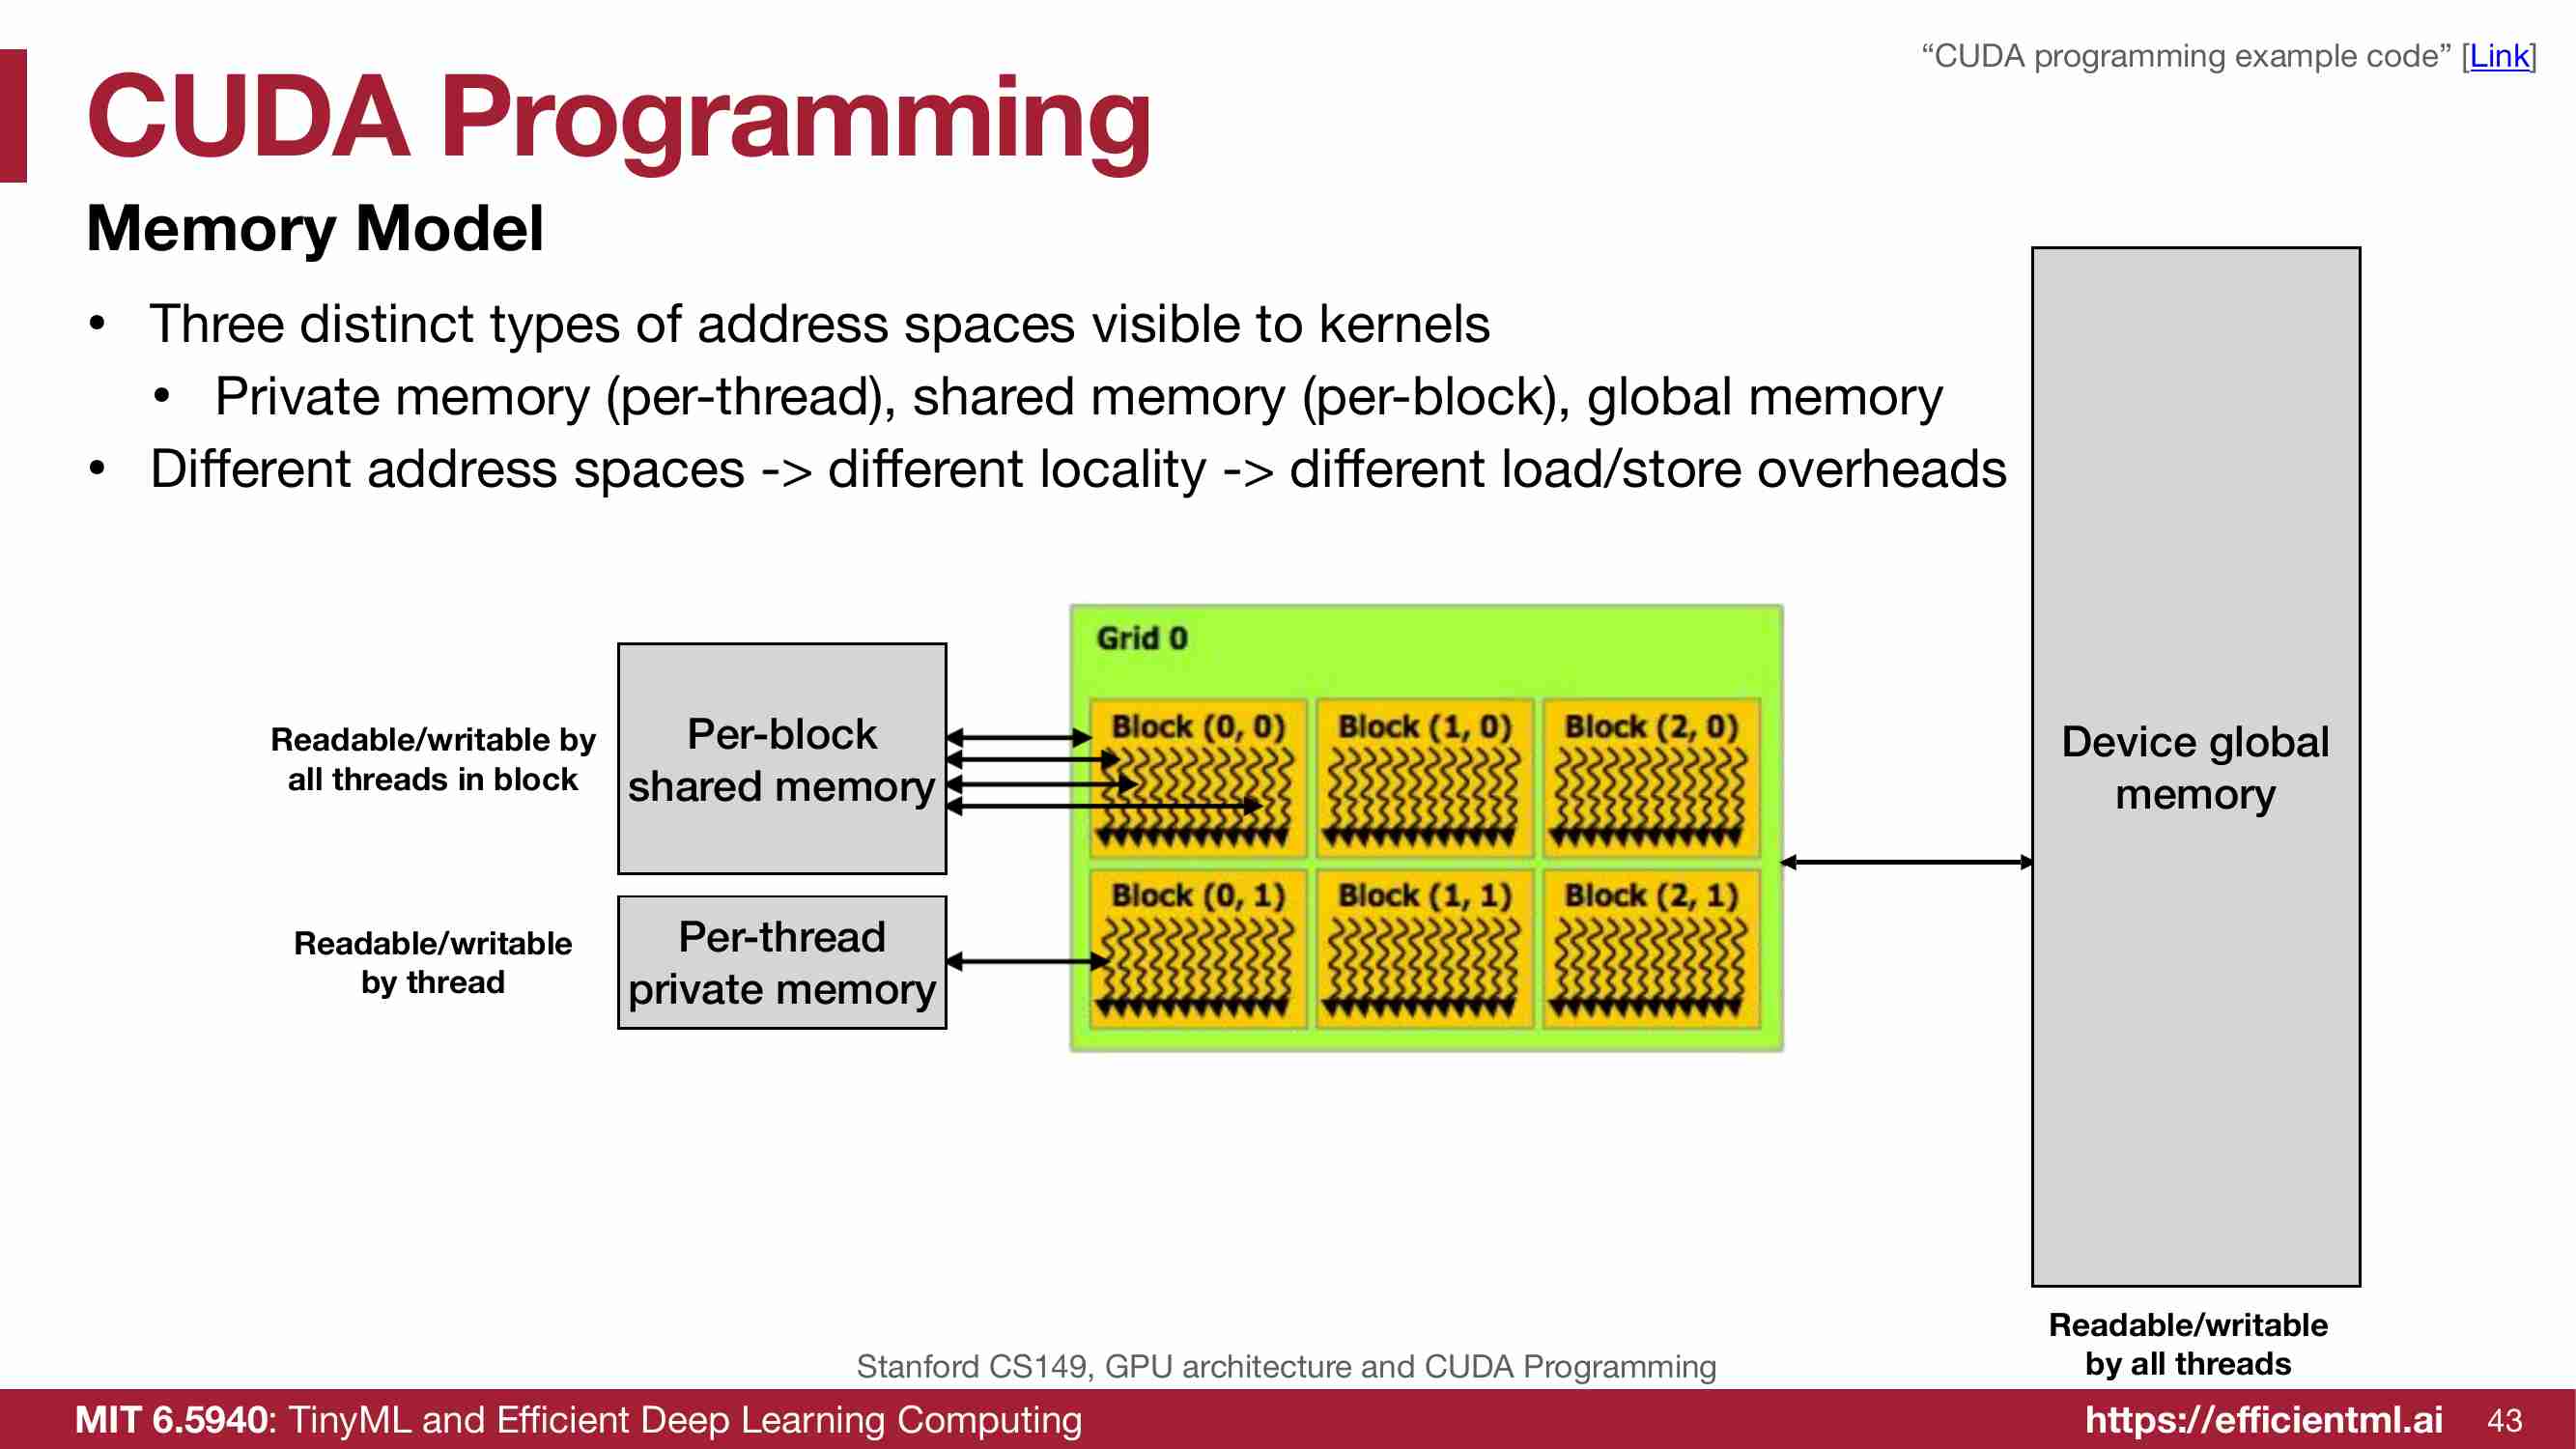 “CUDA programming example code” [Link]
CUDA Programming
Memory Model
• Three distinct types of address spaces visible to kernels
• Private memory (per-thread), shared memory (per-block), global memory
• Different address spaces -> different locality -> different load/store overheads
Readable/writable by
all threads in block
Per-block
shared memory
Readable/writable
by thread
Per-thread
private memory
Grid 0
Block (0, 0) Block (1, 0) Block (2, 0)
Block (0, 1) Block (1, 1) Block (2, 1)
Device global
memory
Readable/writable
by all threads
Stanford CS149, GPU architecture and CUDA Programming
MIT 6.5940: TinyML and Efficient Deep Learning Computing
https://efficientml.ai 43